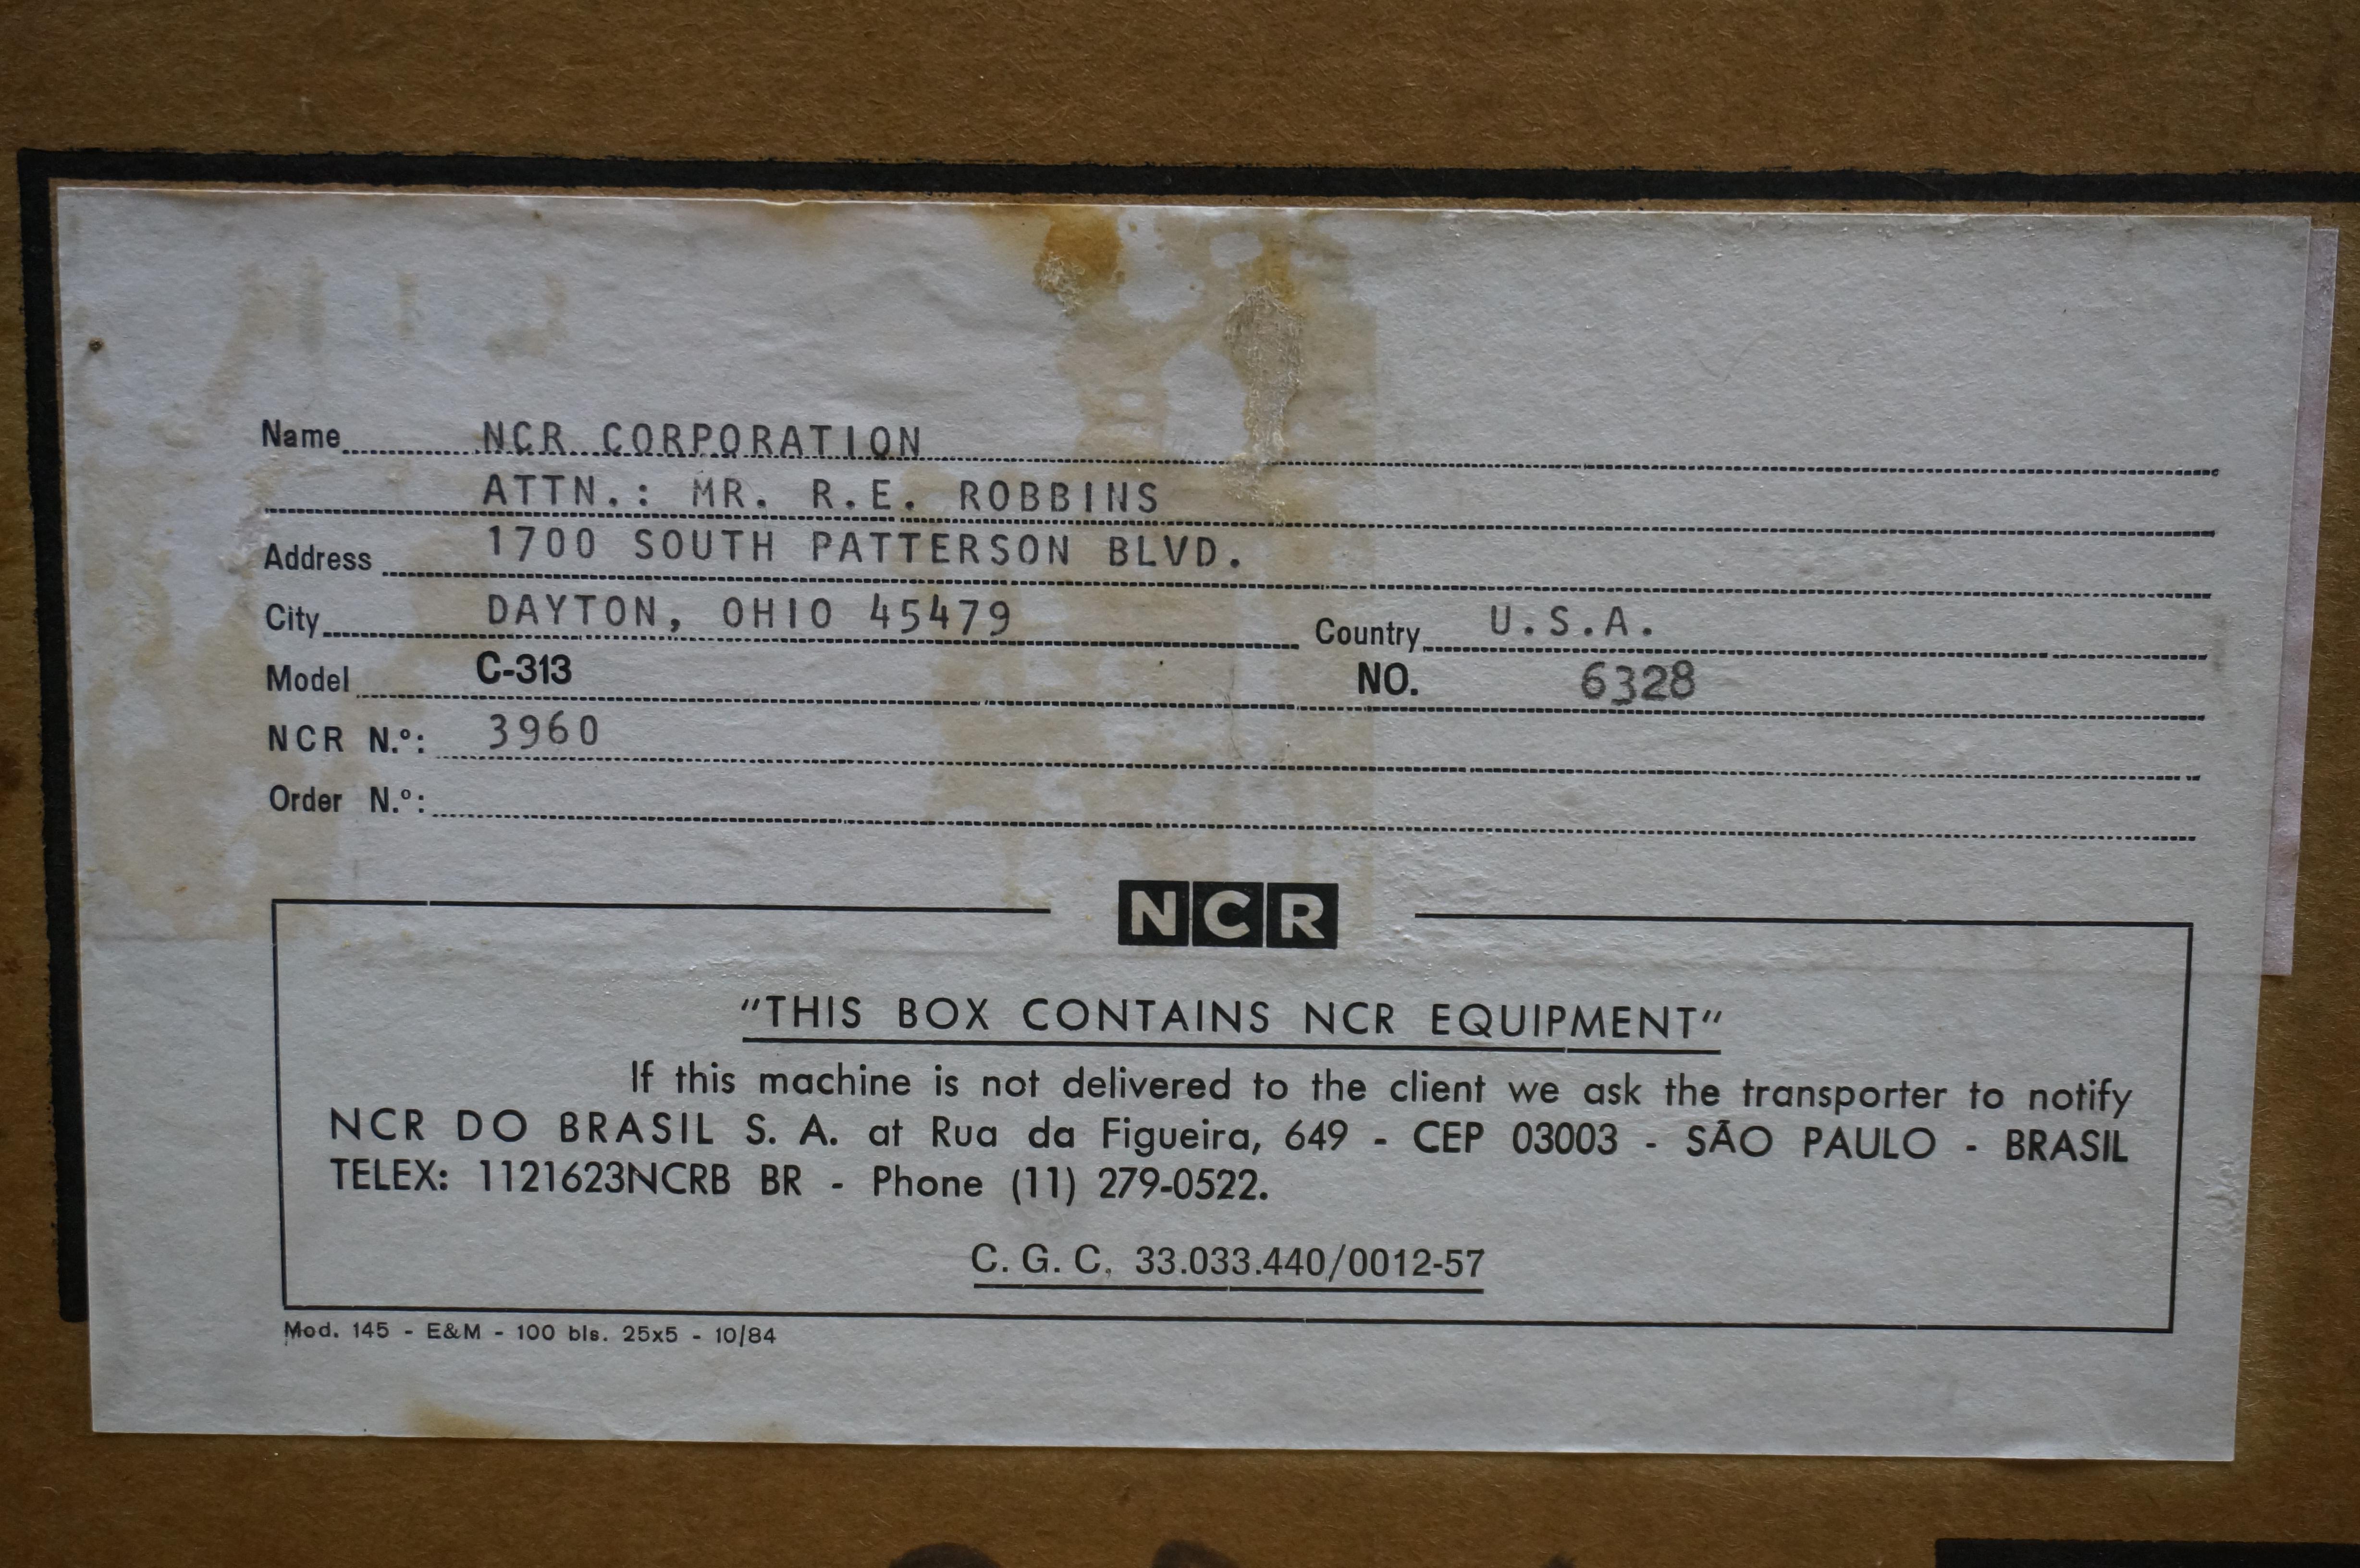 Name NCR CORPORATION
ATTN.: MR. R.E. ROBBINS
Address 1700 SOUTH PATTERSON BLVD.
City DAYTON, OHIO 45479 Country U.S.A.
Model C-313 NO. 6328
NCR N.º: 3960
Order N.º:
NCR
"THIS BOX CONTAINS NCR EQUIPMENT"
If this machine is not delivered to the client we ask the transporter to notify
NCR DO BRASIL S. A. at Rua da Figueira, 649 - CEP 03003 - SÃO PAULO - BRASIL
TELEX: 1121623NCRB BR - Phone (11) 279-0522.
C. G. C. 33.033.440/0012-57
Mod. 145 - E&M - 100 bls. 25x5 - 10/84